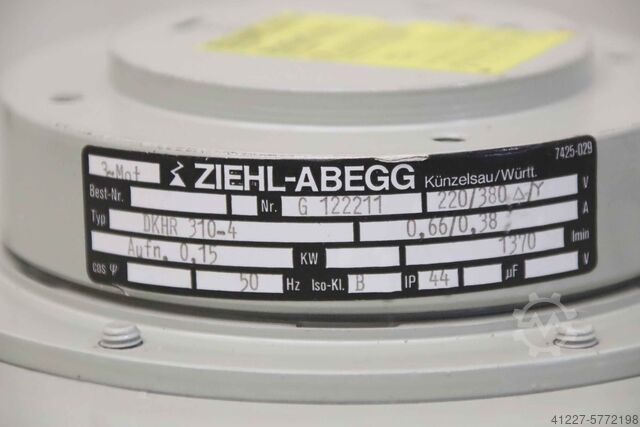 7425-029
3~Mot ZIEHL-ABEGG Künzelsau/Württ.
Best-Nr. Nr. G 122211 220/380 △/Y V
Typ DKHR 310-4 0,66/0,38 A
Aufn. 0,15 KW 1370 /min
cos φ 50 Hz Iso-Kl. B IP 44 µF V
41227-5772198